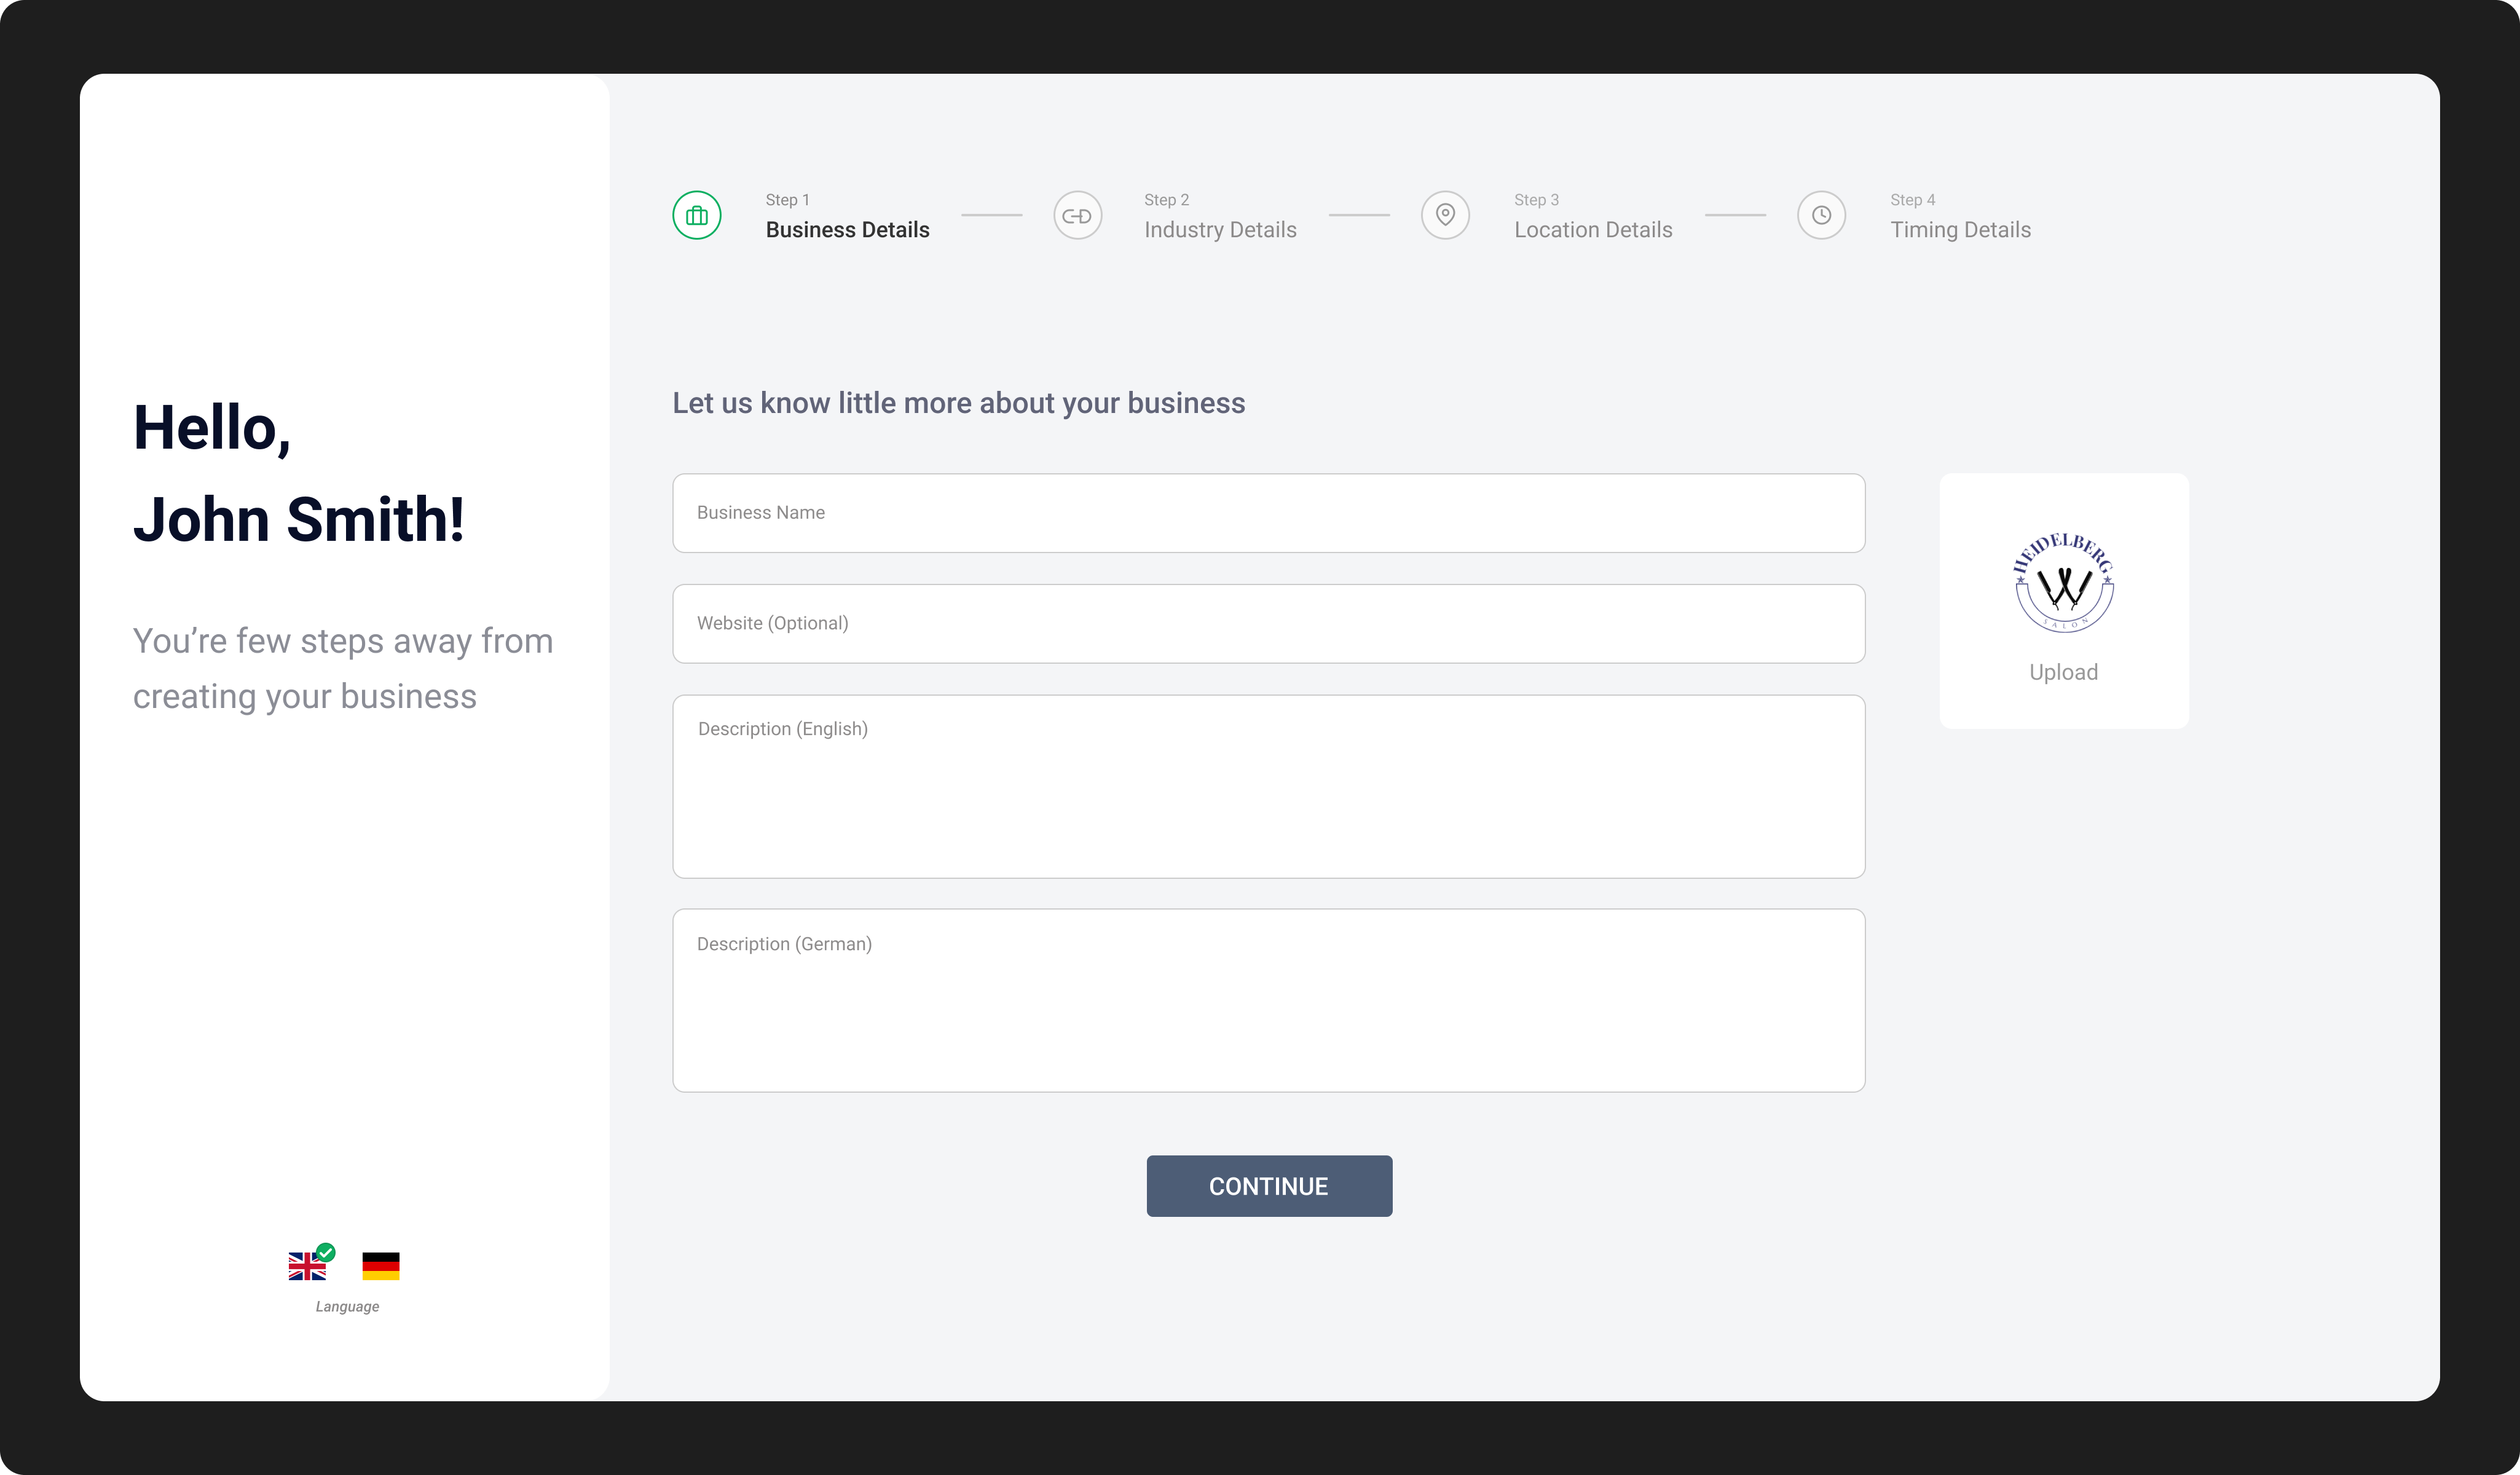 Hello,
John Smith!
You’re few steps away from
creating your business
Language
Step 1
Business Details
Step 2
Industry Details
Step 3
Location Details
Step 4
Timing Details
Let us know little more about your business
Business Name
Website (Optional)
Description (English)
Description (German)
HEIDELBERG
SALON
Upload
CONTINUE